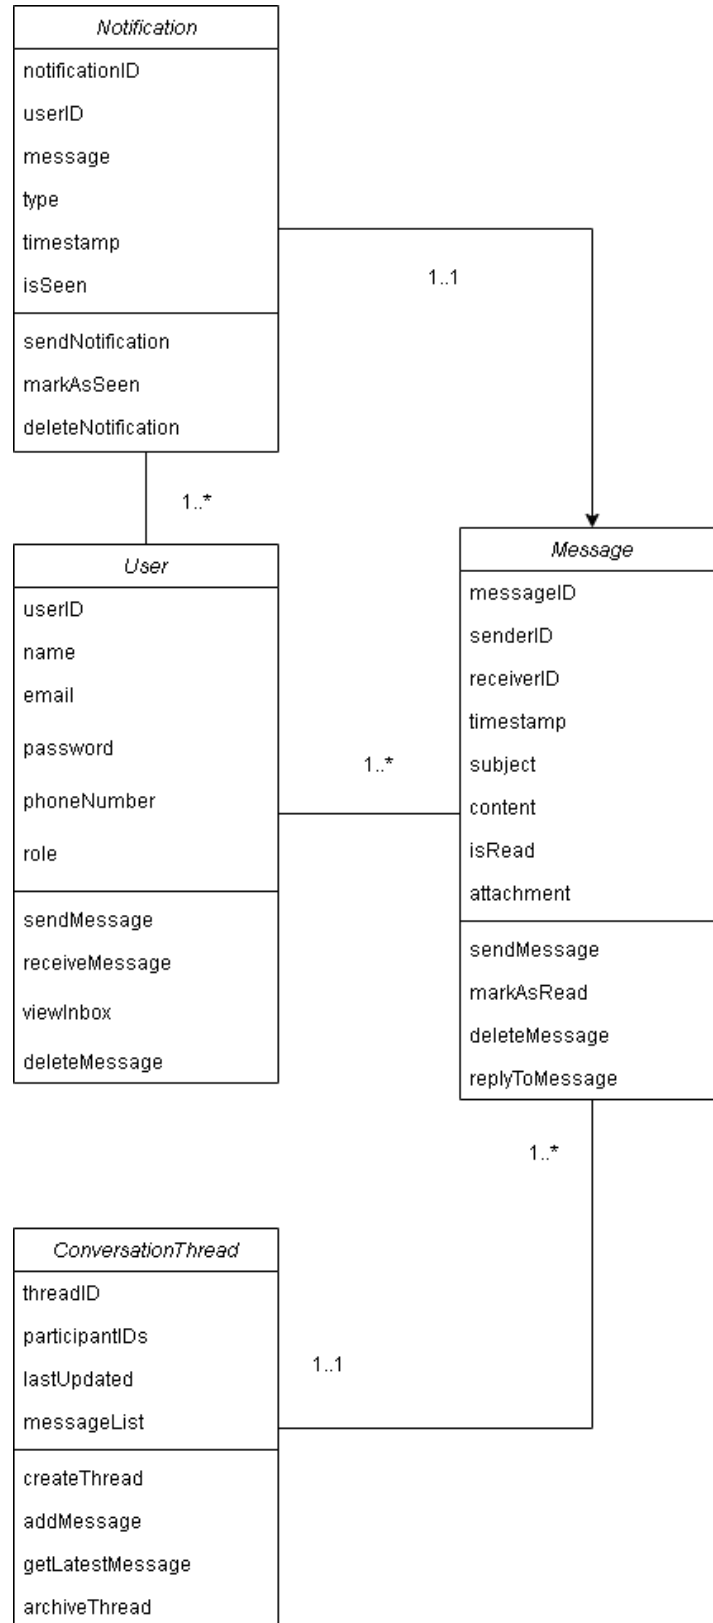 Notification
notificationID
userID
message
type
timestamp
isSeen
sendNotification
markAsSeen
deleteNotification
1..1
1..*
User
userID
name
email
password
phoneNumber
role
sendMessage
receiveMessage
viewInbox
deleteMessage
1..*
Message
messageID
senderID
receiverID
timestamp
subject
content
isRead
attachment
sendMessage
markAsRead
deleteMessage
replyToMessage
1..*
1..1
ConversationThread
threadID
participantIDs
lastUpdated
messageList
createThread
addMessage
getLatestMessage
archiveThread